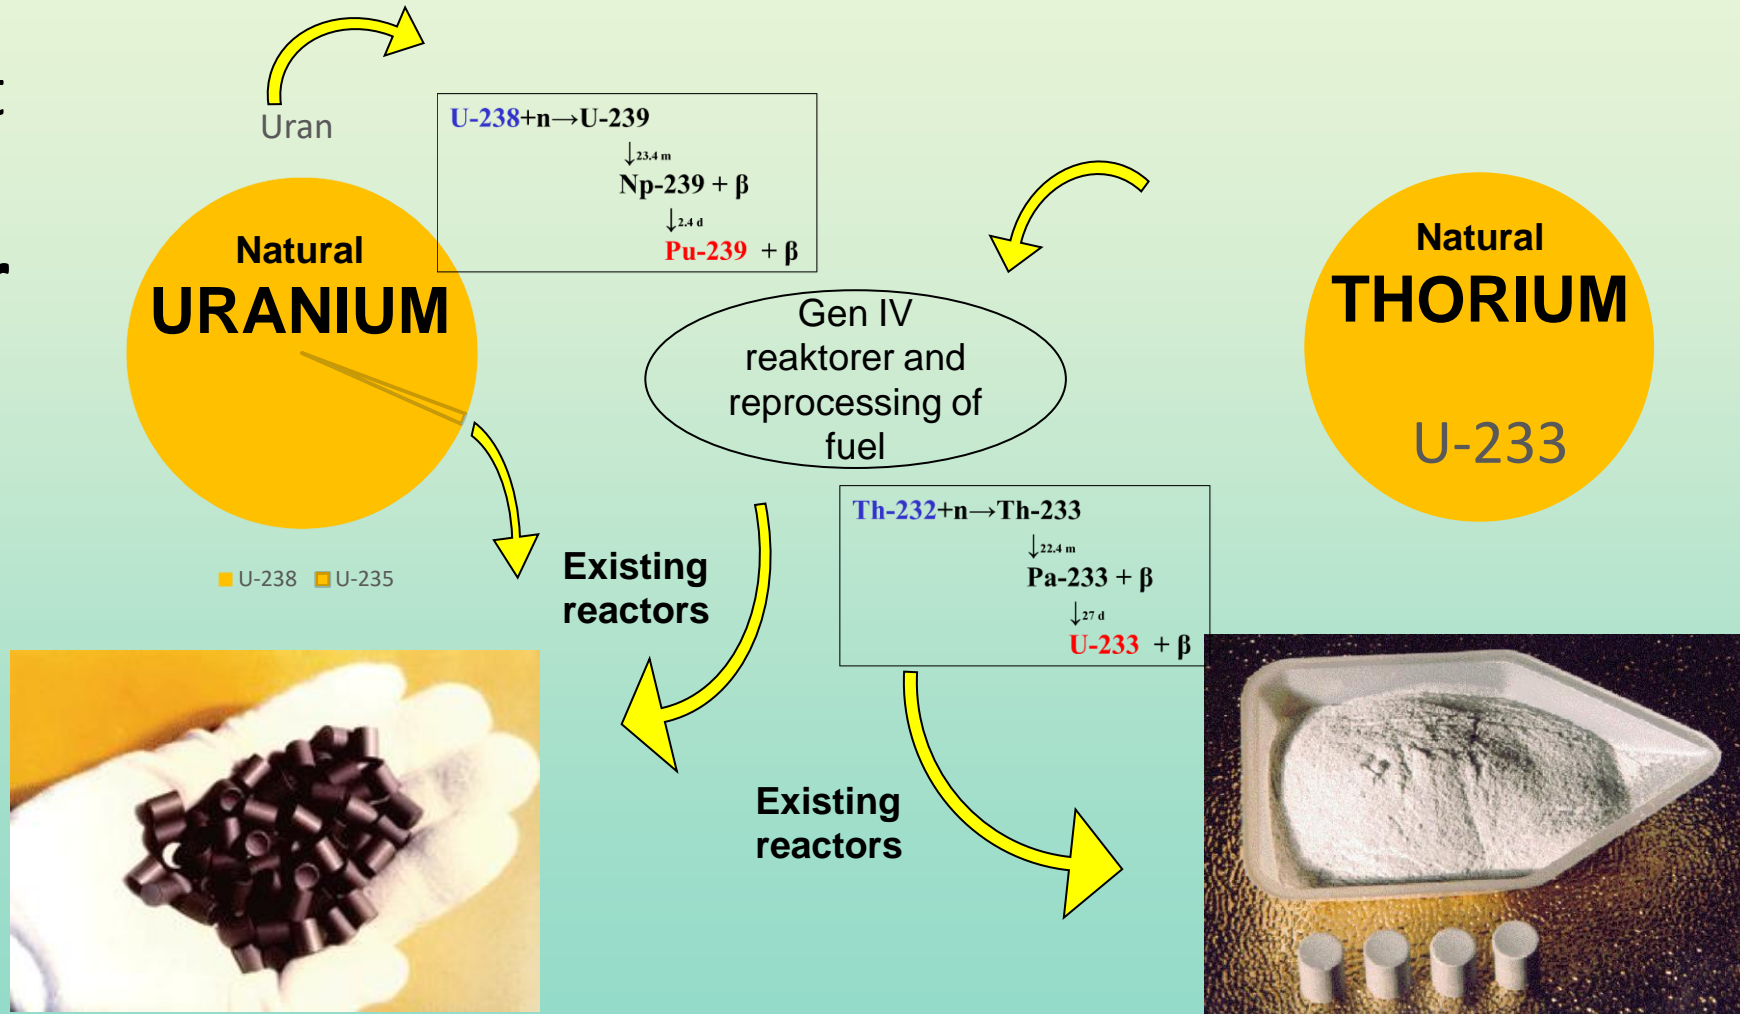 t
r
Uran
Natural
URANIUM
U-238 U-235
U-238+n→U-239
↓23.4 m
Np-239 + β
↓2.4 d
Pu-239 + β
Gen IV
reaktorer and
reprocessing of
fuel
Natural
THORIUM
U-233
Existing
reactors
Th-232+n→Th-233
↓22.4 m
Pa-233 + β
↓27 d
U-233 + β
Existing
reactors